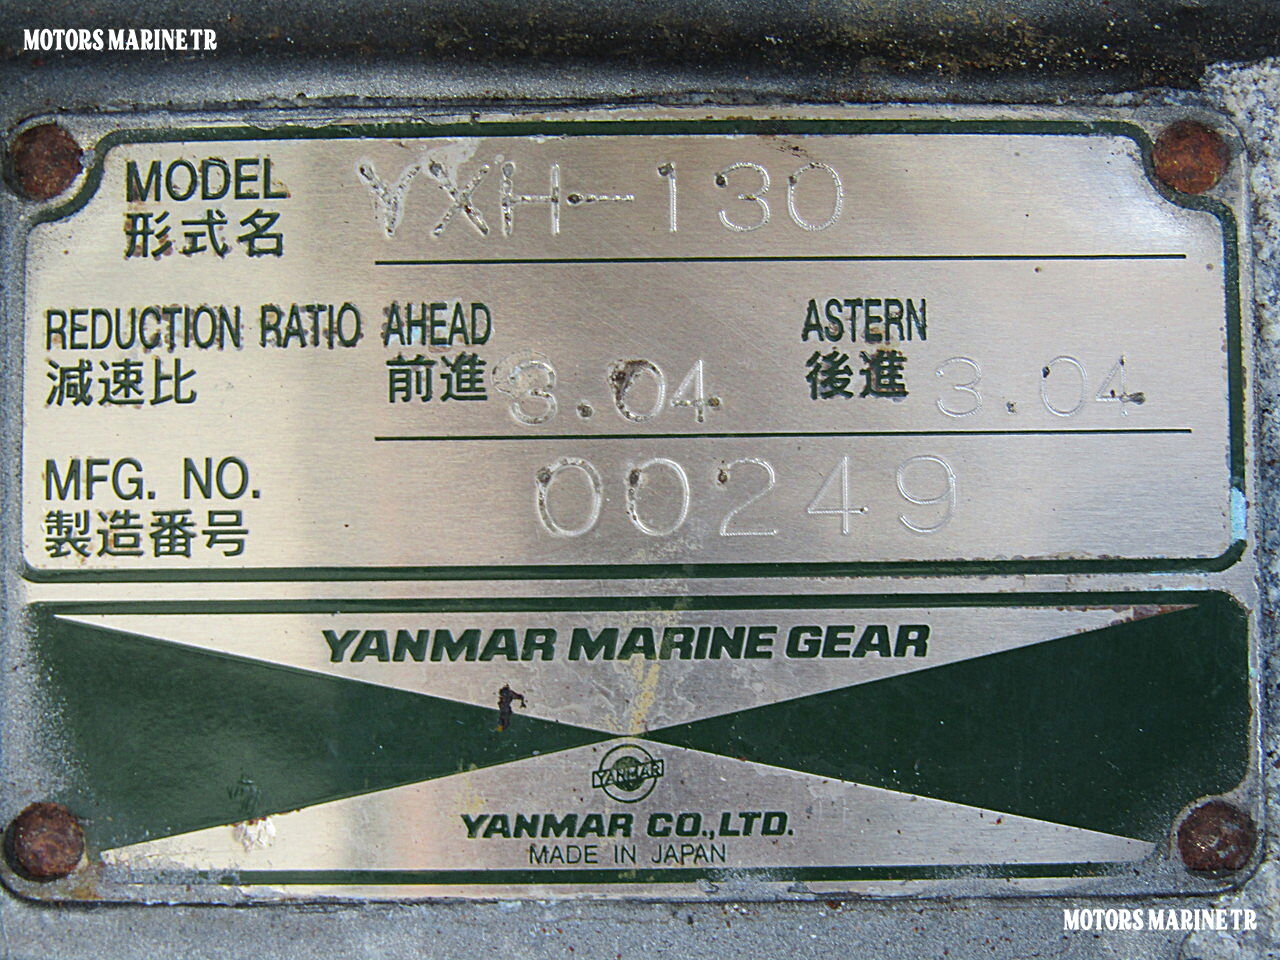 MOTORS MARINE TR
MODEL YXH-130
形式名
REDUCTION RATIO AHEAD ASTERN
減速比 前進 3.04 後進 3.04
MFG. NO. 00249
製造番号
YANMAR MARINE GEAR
YANMAR
YANMAR CO.,LTD.
MADE IN JAPAN
MOTORS MARINE TR